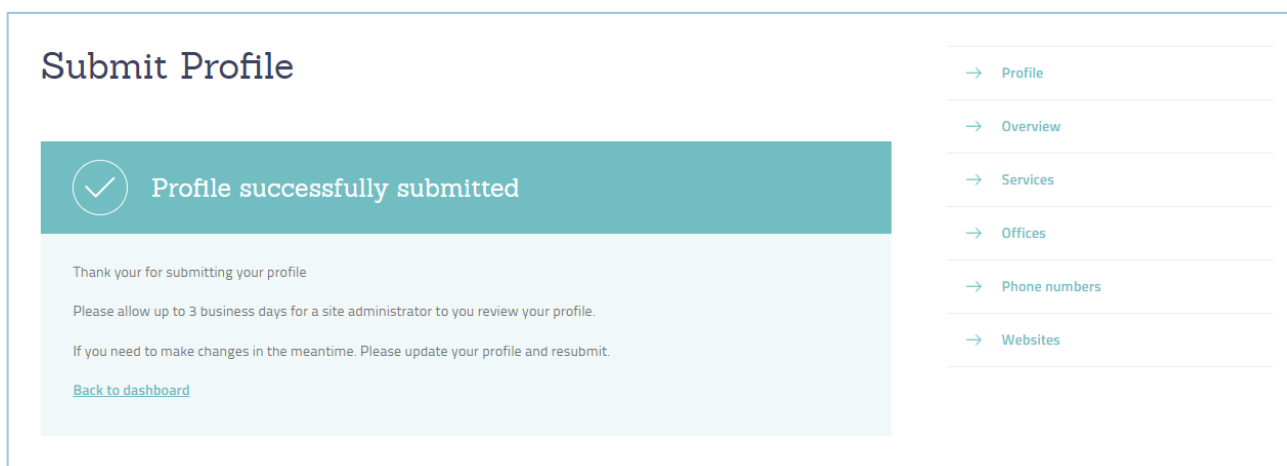 Submit Profile
Profile successfully submitted
Thank your for submitting your profile
Please allow up to 3 business days for a site administrator to you review your profile.
If you need to make changes in the meantime. Please update your profile and resubmit.
Back to dashboard
Profile
Overview
Services
Offices
Phone numbers
Websites